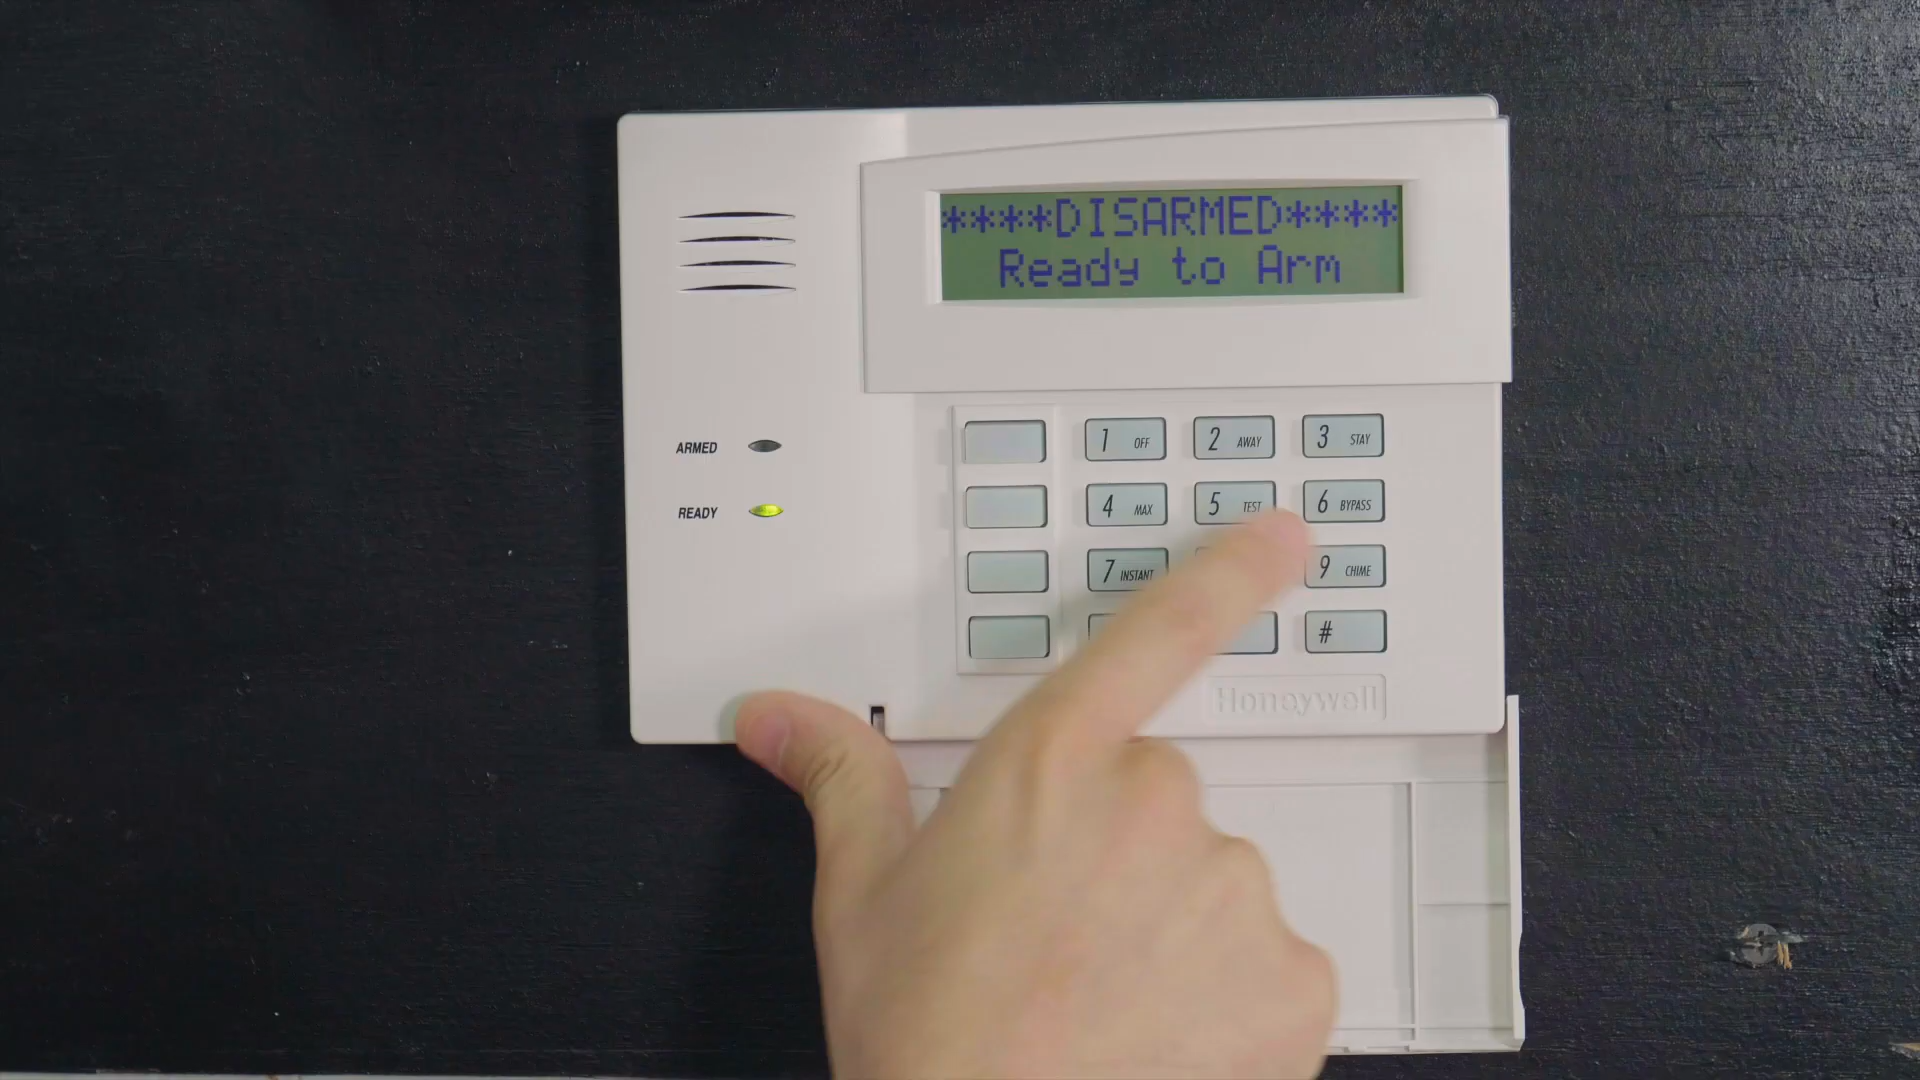 ****DISARMED****
Ready to Arm
1 OFF
2 AWAY
3 STAY
ARMED
4 MAX
5 TEST
6 BYPASS
READY
7 INSTANT
9 CHIME
#
Honeywell